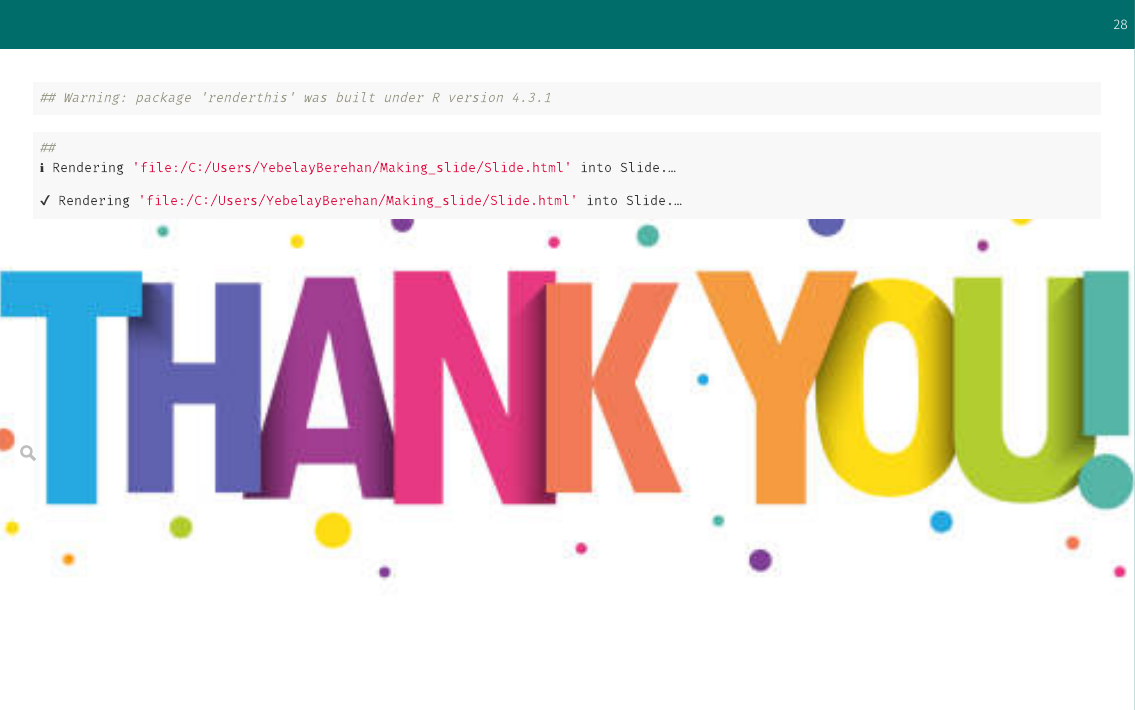 28
## Warning: package 'renderthis' was built under R version 4.3.1
##
ℹ Rendering 'file:/C:/Users/YebelayBerehan/Making_slide/Slide.html' into Slide.…
✔ Rendering 'file:/C:/Users/YebelayBerehan/Making_slide/Slide.html' into Slide.…
THANK YOU!